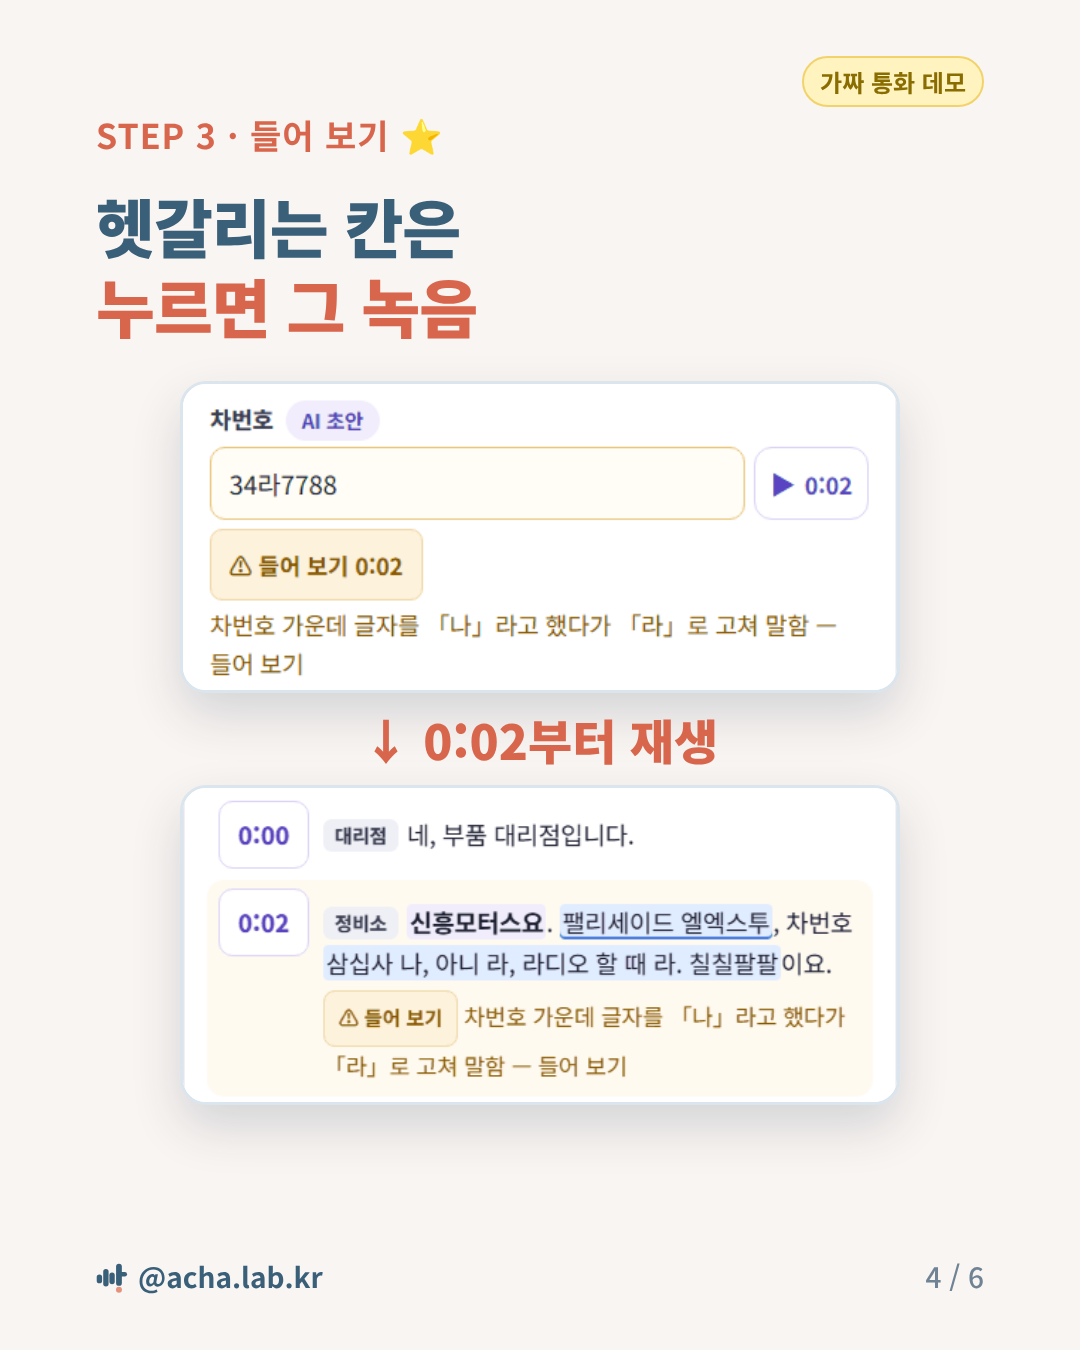 가짜 통화 데모
STEP 3 · 들어 보기 ⭐
헷갈리는 칸은
누르면 그 녹음
차번호 AI 초안
34라7788 ▶ 0:02
⚠ 들어 보기 0:02
차번호 가운데 글자를 「나」라고 했다가 「라」로 고쳐 말함 —
들어 보기
↓ 0:02부터 재생
0:00 대리점 네, 부품 대리점입니다.
0:02 정비소 신흥모터스요. 팰리세이드 엘엑스투, 차번호
삼십사 나, 아니 라, 라디오 할 때 라. 칠칠팔팔이요.
⚠ 들어 보기 차번호 가운데 글자를 「나」라고 했다가
「라」로 고쳐 말함 — 들어 보기
@acha.lab.kr
4 / 6